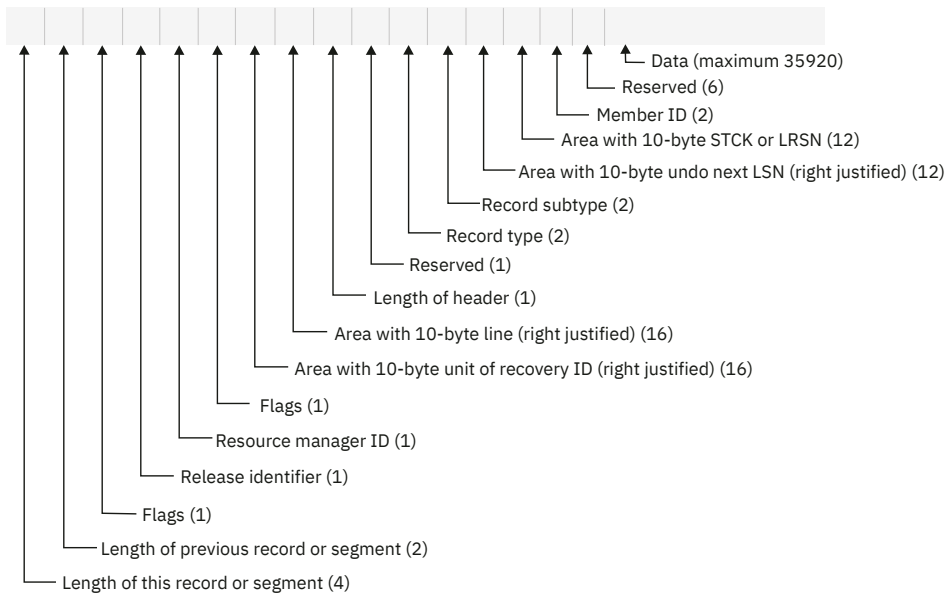 Data (maximum 35920)
Reserved (6)
Member ID (2)
Area with 10-byte STCK or LRSN (12)
Area with 10-byte undo next LSN (right justified) (12)
Record subtype (2)
Record type (2)
Reserved (1)
Length of header (1)
Area with 10-byte line (right justified) (16)
Area with 10-byte unit of recovery ID (right justified) (16)
Flags (1)
Resource manager ID (1)
Release identifier (1)
Flags (1)
Length of previous record or segment (2)
Length of this record or segment (4)